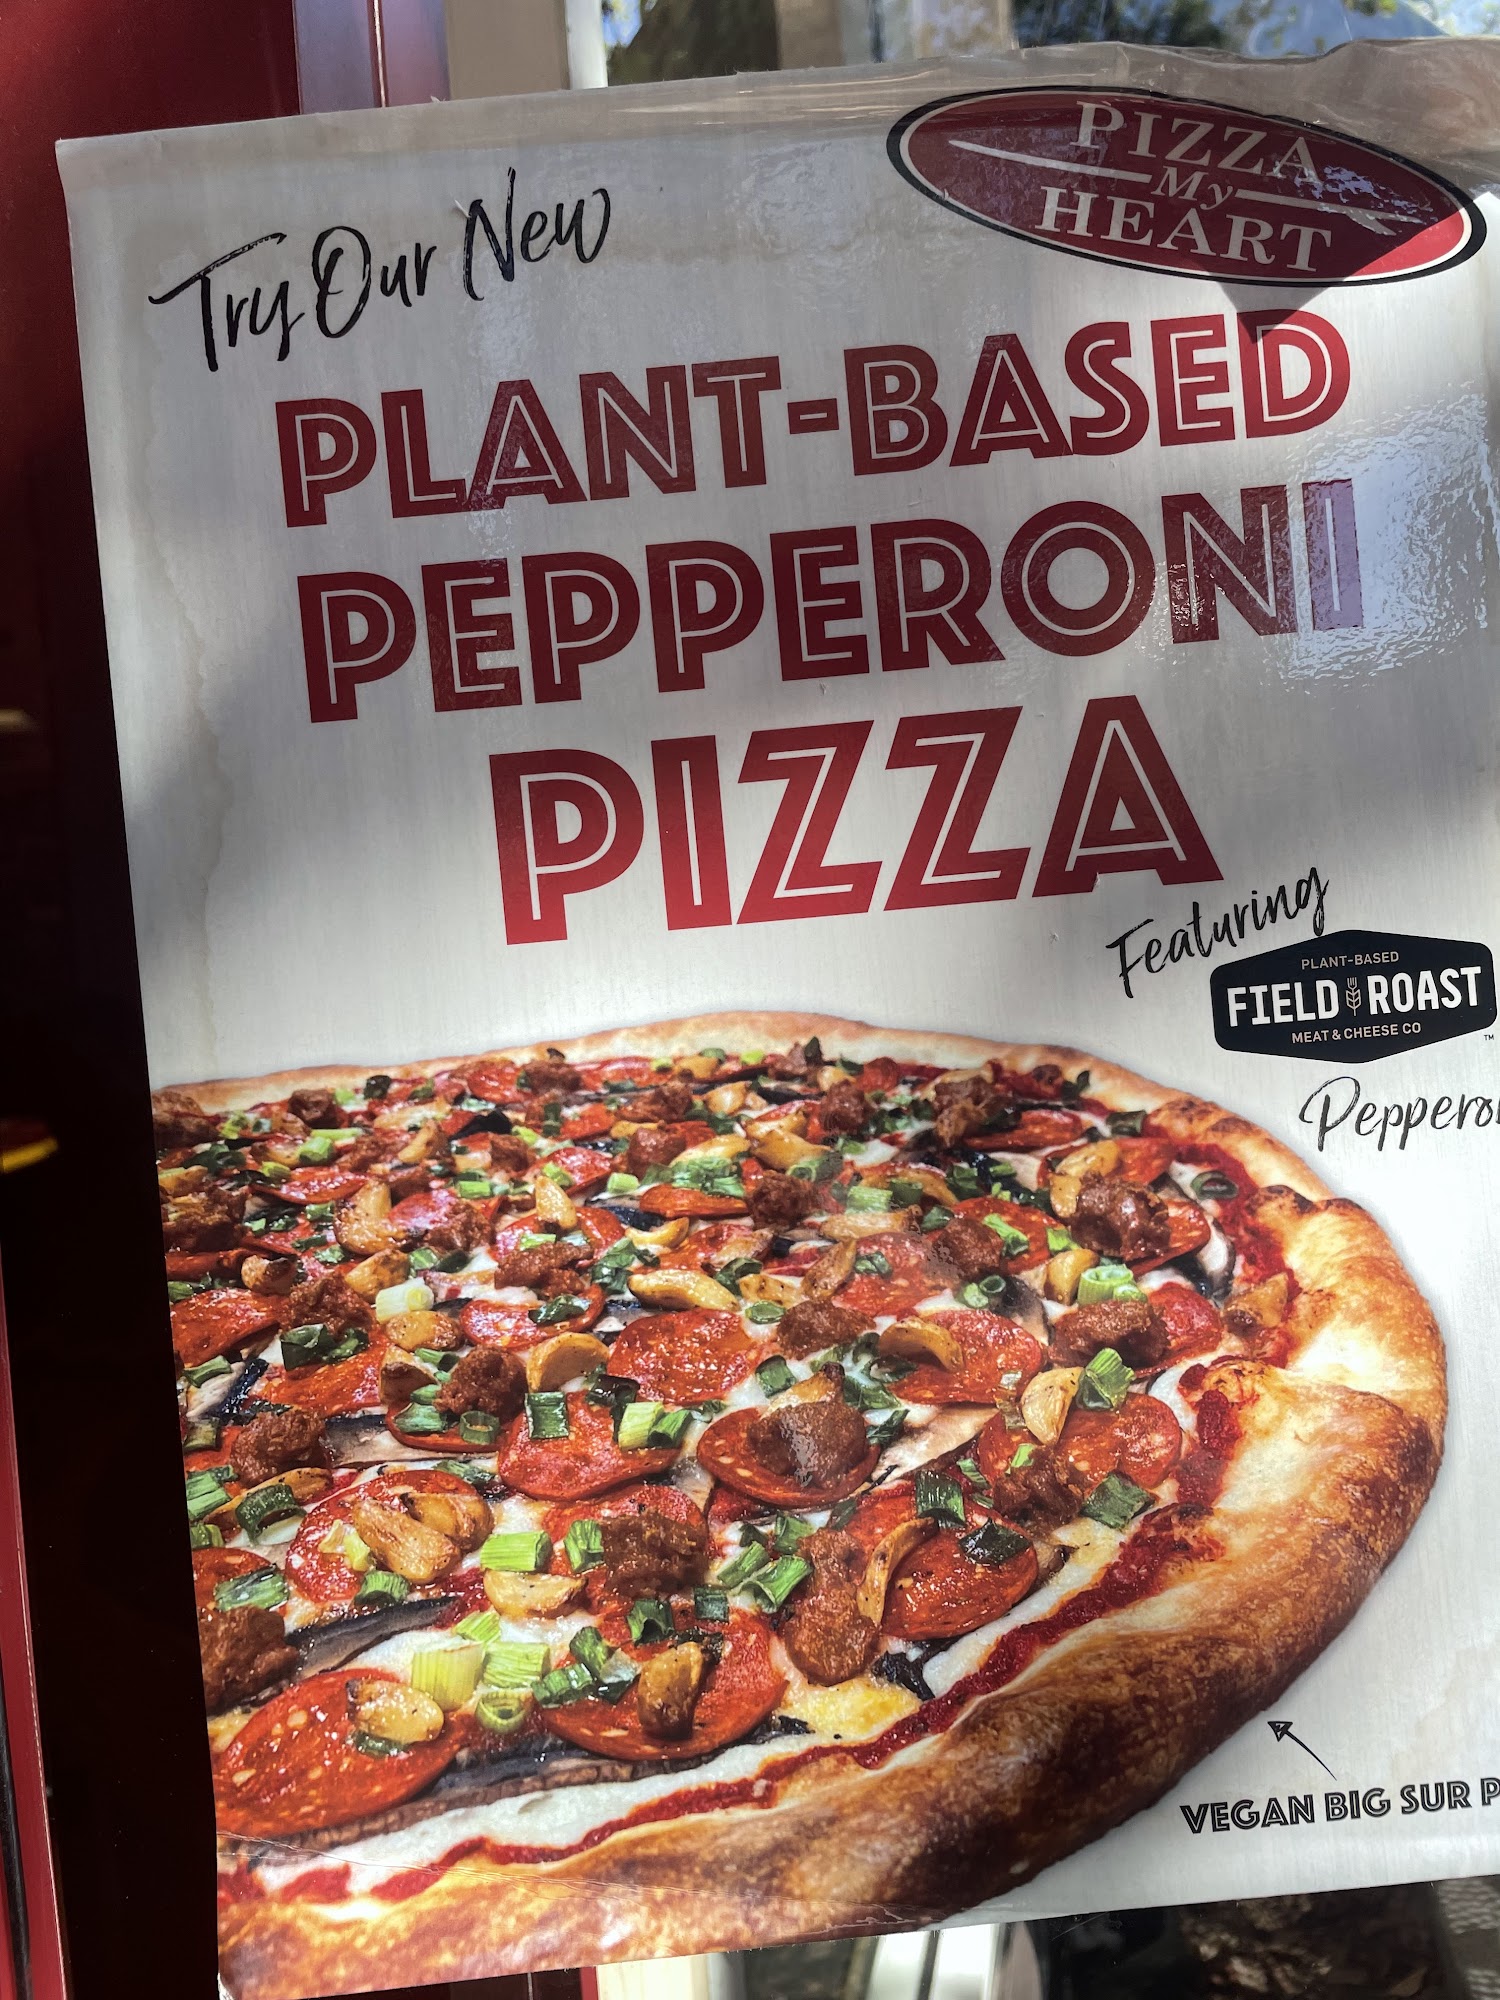 PIZZA
My
HEART
Try Our New
PLANT-BASED
PEPPERONI
PIZZA
Featuring
PLANT-BASED
FIELD ROAST
MEAT & CHEESE CO
™
VEGAN BIG SUR